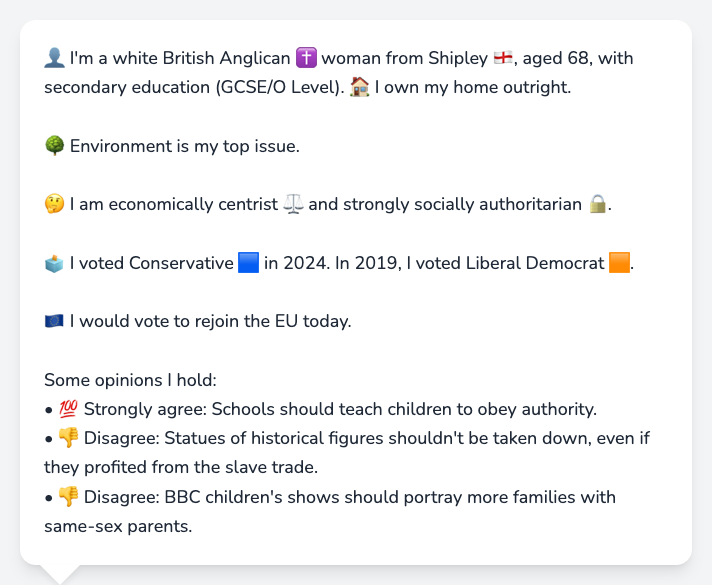 👤 I'm a white British Anglican ✝️ woman from Shipley 🏴󠁧󠁢󠁥󠁮󠁧󠁿, aged 68, with
secondary education (GCSE/O Level). 🏠 I own my home outright.
🌳 Environment is my top issue.
🤔 I am economically centrist ⚖️ and strongly socially authoritarian 🔒.
🗳️ I voted Conservative 🟦 in 2024. In 2019, I voted Liberal Democrat 🟧.
🇪🇺 I would vote to rejoin the EU today.
Some opinions I hold:
• 💯 Strongly agree: Schools should teach children to obey authority.
• 👎 Disagree: Statues of historical figures shouldn't be taken down, even if
they profited from the slave trade.
• 👎 Disagree: BBC children's shows should portray more families with
same-sex parents.